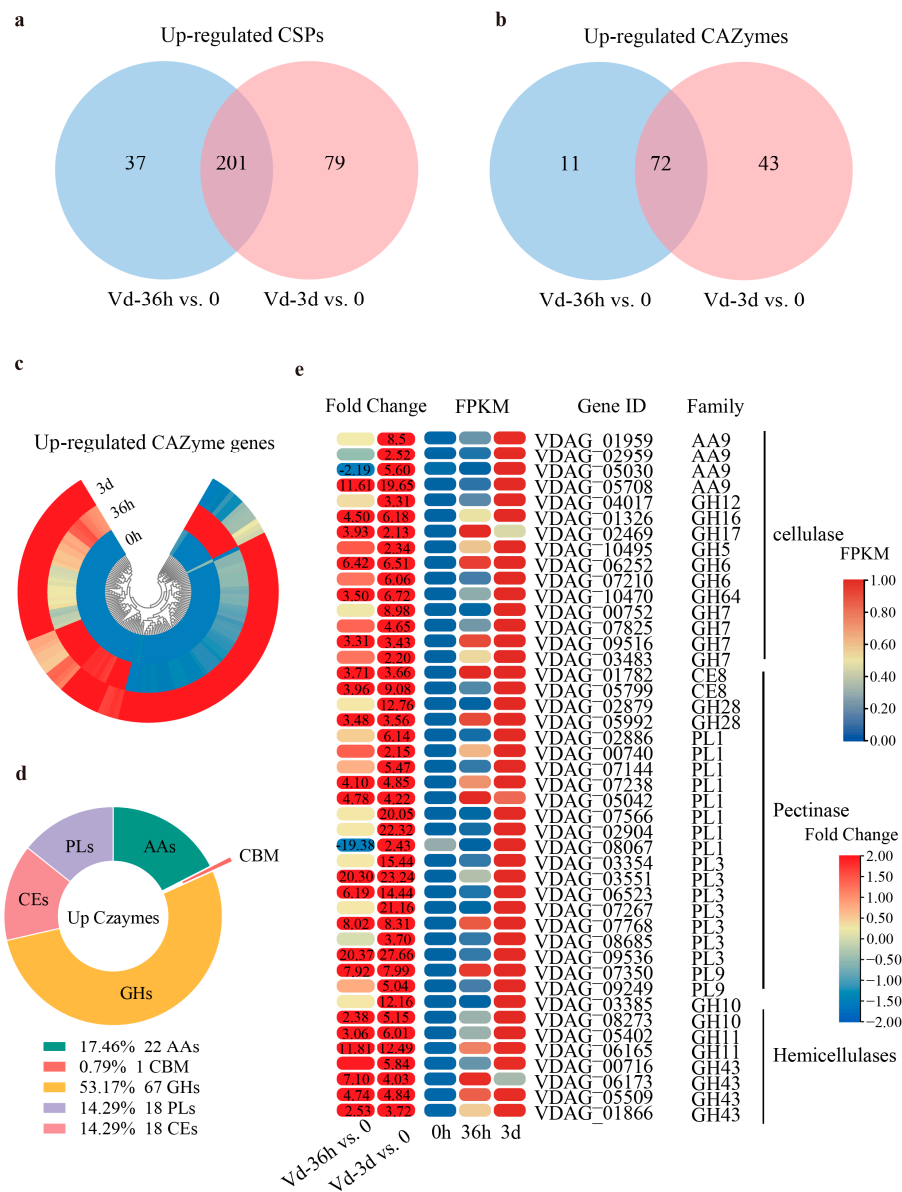 a
Up-regulated CSPs
37 201 79
Vd-36h vs. 0 Vd-3d vs. 0
b
Up-regulated CAZymes
11 72 43
Vd-36h vs. 0 Vd-3d vs. 0
c
Up-regulated CAZyme genes
3d
36h
0h
d
PLs AAs
CBM
CEs
Up Czaymes
GHs
17.46% 22 AAs
0.79% 1 CBM
53.17% 67 GHs
14.29% 18 PLs
14.29% 18 CEs
e
Fold Change FPKM Gene ID Family
8.5 VDAG_01959 AA9
2.52 VDAG_02959 AA9
-2.19 5.60 VDAG_05030 AA9
11.61 19.65 VDAG_05708 AA9
3.31 VDAG_04017 GH12
4.50 6.18 VDAG_01326 GH16
3.93 2.13 VDAG_02469 GH17
2.34 VDAG_10495 GH5
6.42 6.51 VDAG_06252 GH6
6.06 VDAG_07210 GH6
3.50 6.72 VDAG_10470 GH64
8.98 VDAG_00752 GH7
4.65 VDAG_07825 GH7
3.31 3.43 VDAG_09516 GH7
2.20 VDAG_03483 GH7
3.71 3.66 VDAG_01782 CE8
3.96 9.08 VDAG_05799 CE8
12.76 VDAG_02879 GH28
3.48 3.56 VDAG_05992 GH28
6.14 VDAG_02886 PL1
2.15 VDAG_00740 PL1
5.47 VDAG_07144 PL1
4.10 4.85 VDAG_07238 PL1
4.78 4.22 VDAG_05042 PL1
20.05 VDAG_07566 PL1
22.32 VDAG_02904 PL1
-19.38 2.43 VDAG_08067 PL1
15.44 VDAG_03354 PL3
20.30 23.24 VDAG_03551 PL3
6.19 14.44 VDAG_06523 PL3
21.16 VDAG_07267 PL3
8.02 8.31 VDAG_07768 PL3
3.70 VDAG_08685 PL3
20.37 27.66 VDAG_09536 PL3
7.92 7.99 VDAG_07350 PL9
5.04 VDAG_09249 PL9
12.16 VDAG_03385 GH10
2.38 5.15 VDAG_08273 GH10
3.06 6.01 VDAG_05402 GH11
11.81 12.49 VDAG_06165 GH11
5.84 VDAG_00716 GH43
7.10 4.03 VDAG_06173 GH43
4.74 4.84 VDAG_05509 GH43
2.53 3.72 VDAG_01866 GH43
Vd-36h vs. 0
Vd-3d vs. 0
0h 36h 3d
cellulase
Pectinase
Hemicellulases
FPKM
1.00
0.80
0.60
0.40
0.20
0.00
Fold Change
2.00
1.50
1.00
0.50
0.00
−0.50
−1.00
−1.50
−2.00